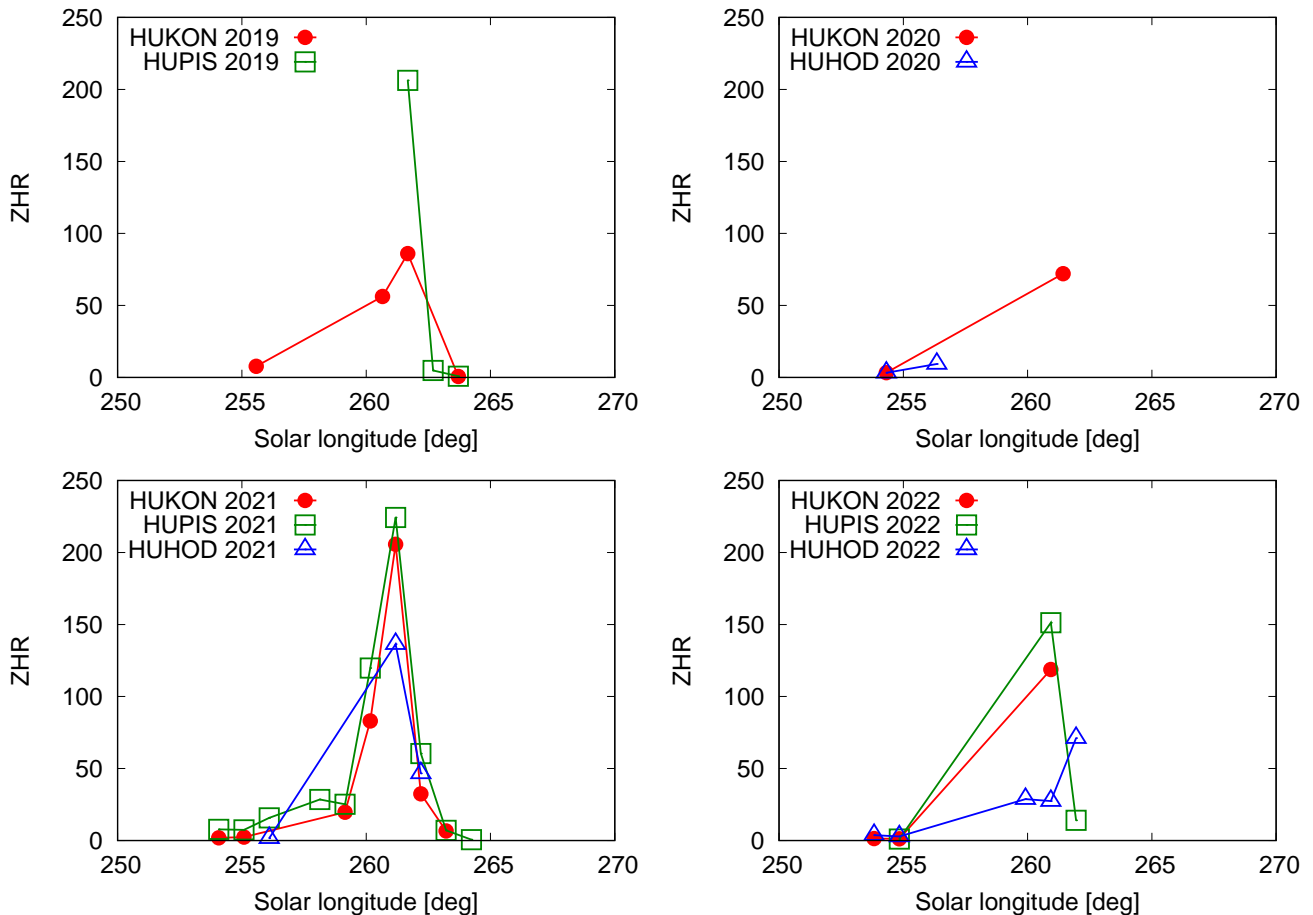 250
200
150
100
50
0
ZHR
HUKON 2019
HUPIS 2019
250 255 260 265 270
Solar longitude [deg]
250
200
150
100
50
0
ZHR
HUKON 2020
HUHOD 2020
250 255 260 265 270
Solar longitude [deg]
250
200
150
100
50
0
ZHR
HUKON 2021
HUPIS 2021
HUHOD 2021
250 255 260 265 270
Solar longitude [deg]
250
200
150
100
50
0
ZHR
HUKON 2022
HUPIS 2022
HUHOD 2022
250 255 260 265 270
Solar longitude [deg]